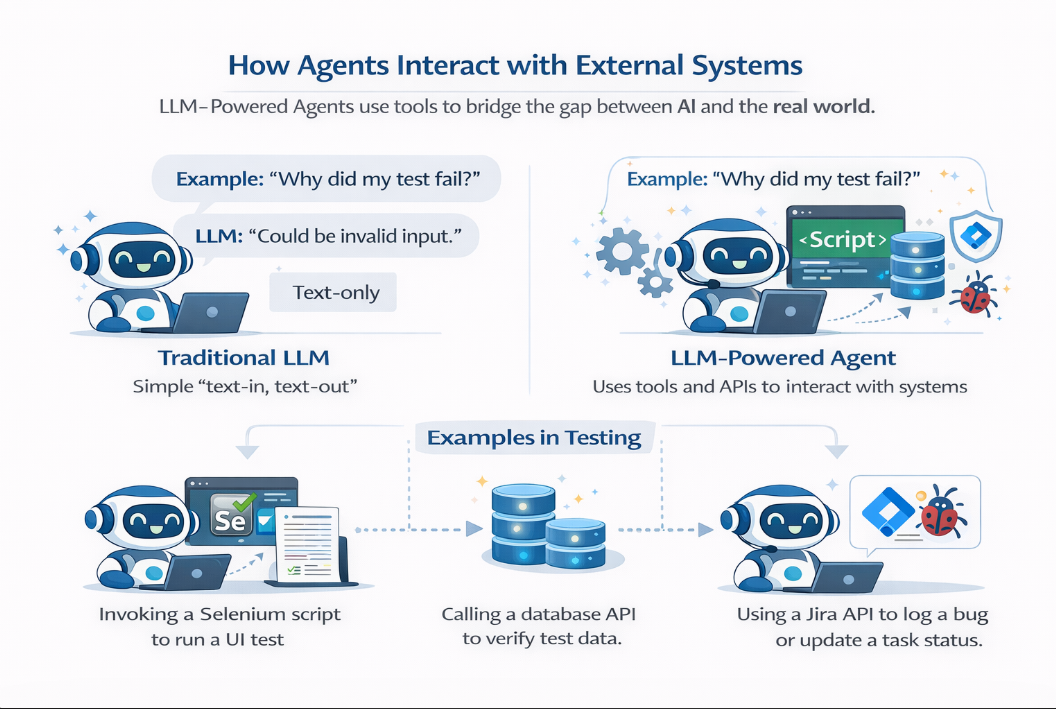 How Agents Interact with External Systems
LLM-Powered Agents use tools to bridge the gap between AI and the real world.
Example: “Why did my test fail?”
LLM: “Could be invalid input.”
Text-only
Traditional LLM
Simple “text-in, text-out”
Example: “Why did my test fail?”
<Script>
LLM-Powered Agent
Uses tools and APIs to interact with systems
Examples in Testing
Se
Invoking a Selenium script
to run a UI test
Calling a database API
to verify test data.
Using a Jira API to log a bug
or update a task status.